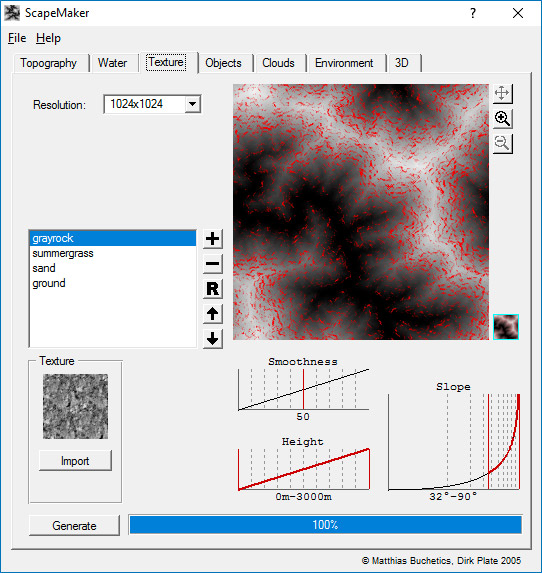 ScapeMaker
?
File Help
Topography Water Texture Objects Clouds Environment 3D
Resolution: 1024x1024
grayrock
summergrass
sand
ground
R
Texture
Import
Smoothness
50
Height
0m-3000m
Slope
32°-90°
Generate
100%
© Matthias Buchetics, Dirk Plate 2005